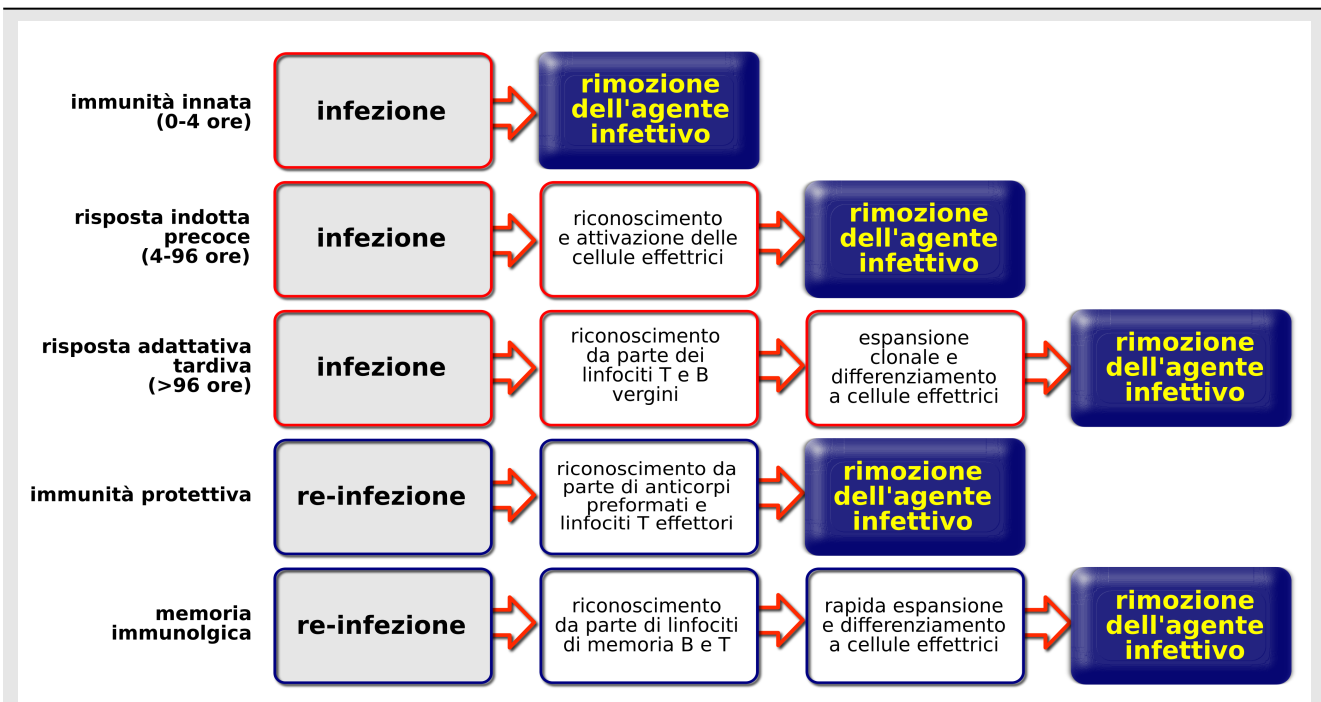 immunità innata
(0-4 ore)
infezione
rimozione
dell'agente
infettivo
risposta indotta
precoce
(4-96 ore)
infezione
riconoscimento
e attivazione delle
cellule effettrici
rimozione
dell'agente
infettivo
risposta adattativa
tardiva
(>96 ore)
infezione
riconoscimento
da parte dei
linfociti T e B
vergini
espansione
clonale e
differenziamento
a cellule effettrici
rimozione
dell'agente
infettivo
immunità protettiva
re-infezione
riconoscimento da
parte di anticorpi
preformati e
linfociti T effettori
rimozione
dell'agente
infettivo
memoria
immunolgica
re-infezione
riconoscimento
da parte di linfociti
di memoria B e T
rapida espansione
e differenziamento
a cellule effettrici
rimozione
dell'agente
infettivo